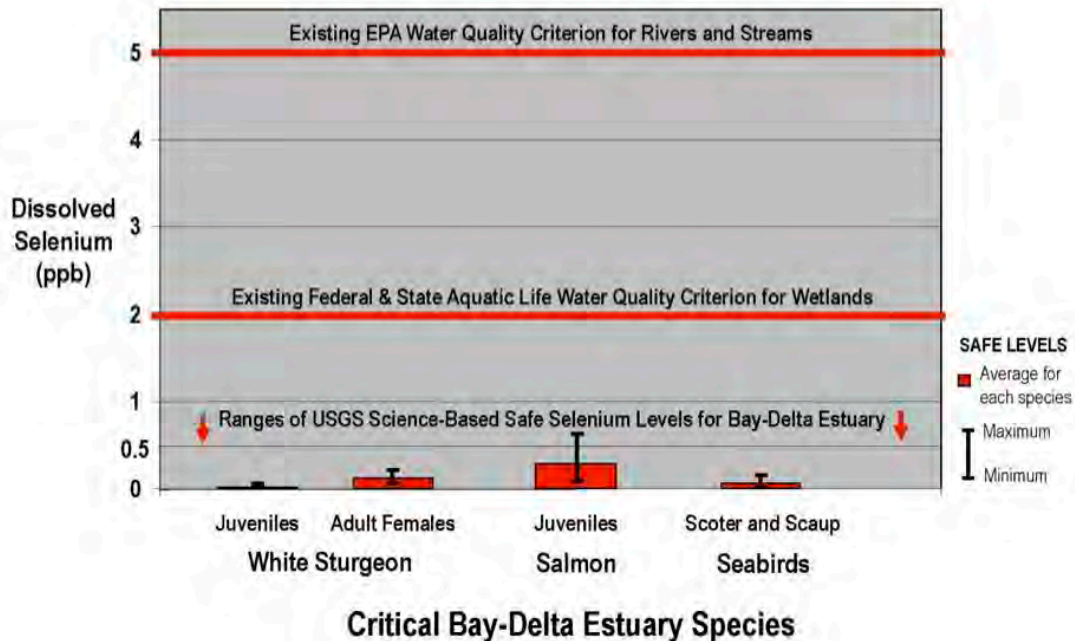 Existing EPA Water Quality Criterion for Rivers and Streams
5
4
Dissolved
Selenium
(ppb)
3
Existing Federal & State Aquatic Life Water Quality Criterion for Wetlands
2
SAFE LEVELS
Average for
each species
Maximum
Minimum
1
Ranges of USGS Science-Based Safe Selenium Levels for Bay-Delta Estuary
0.5
0
Juveniles Adult Females Juveniles Scoter and Scaup
White Sturgeon Salmon Seabirds
Critical Bay-Delta Estuary Species